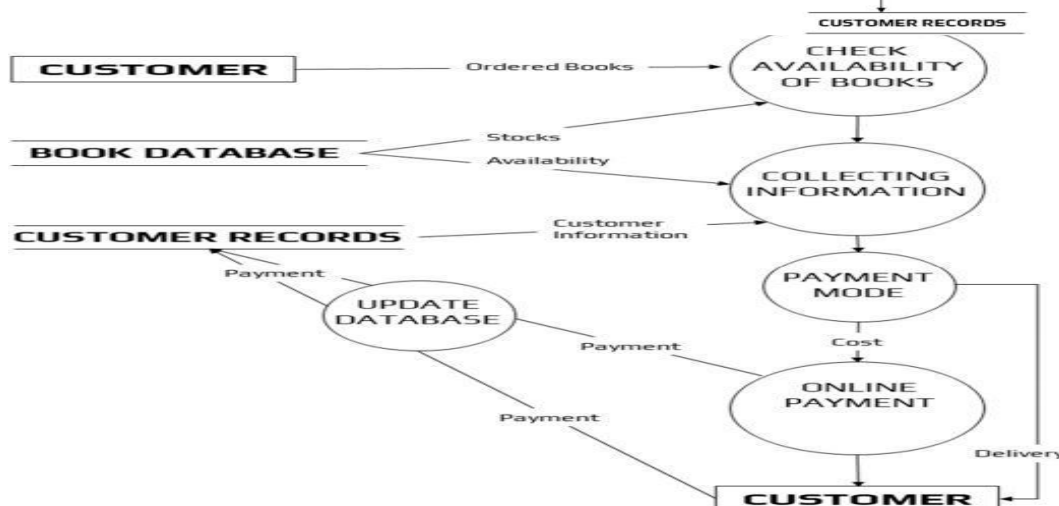 CUSTOMER RECORDS
CUSTOMER
Ordered Books
CHECK
AVAILABILITY
OF BOOKS
Stocks
BOOK DATABASE
Availability
COLLECTING
INFORMATION
CUSTOMER RECORDS
Customer
Information
Payment
UPDATE
DATABASE
PAYMENT
MODE
Payment
Cost
ONLINE
PAYMENT
Payment
Delivery
CUSTOMER